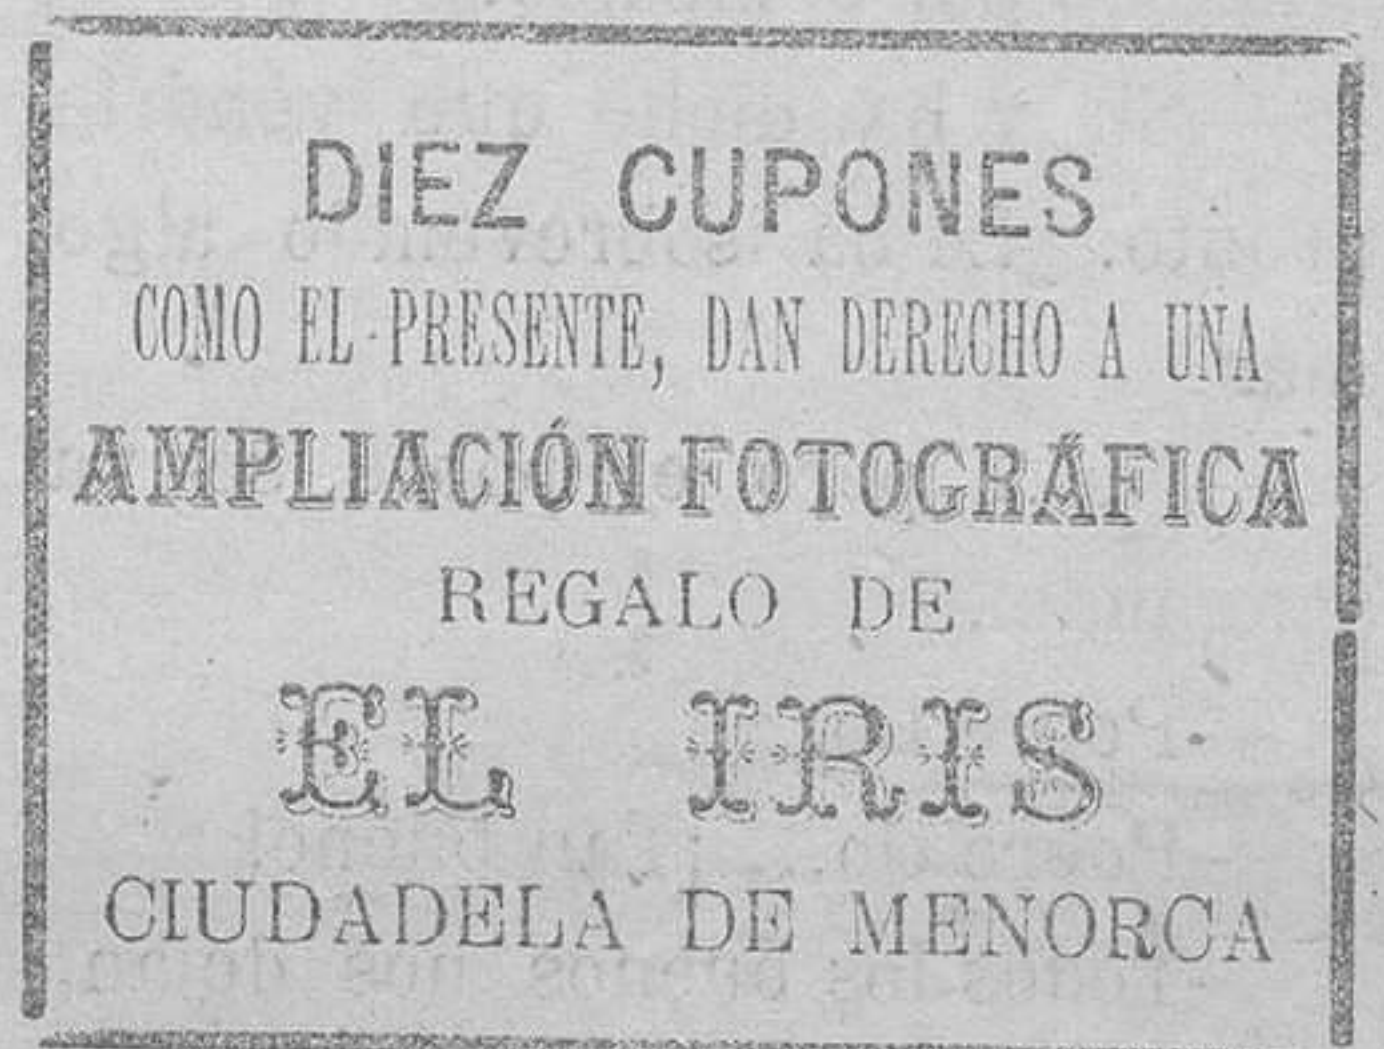 DIEZ CUPONES
COMO EL PRESENTE, DAN DERECHO A UNA
AMPLIACIÓN FOTOGRÁFICA
REGALO DE
EL IRIS
CIUDADELA DE MENORCA